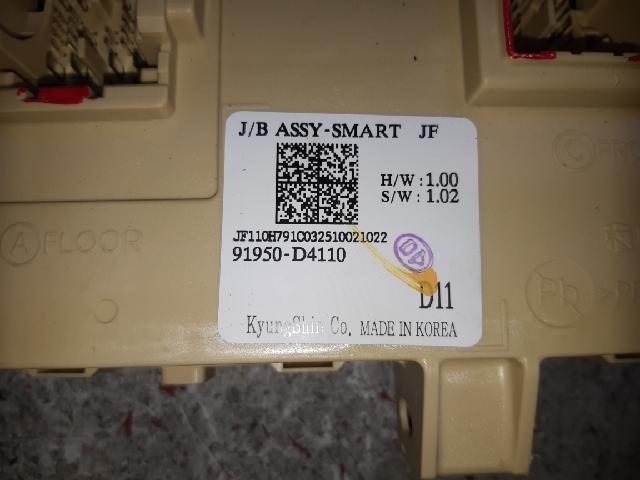 J/B ASSY-SMART JF
H/W : 1.00
S/W : 1.02
JF110H791C032510021022
91950-D4110
D11
KyungShin Co. MADE IN KOREA
A FLOOR
C